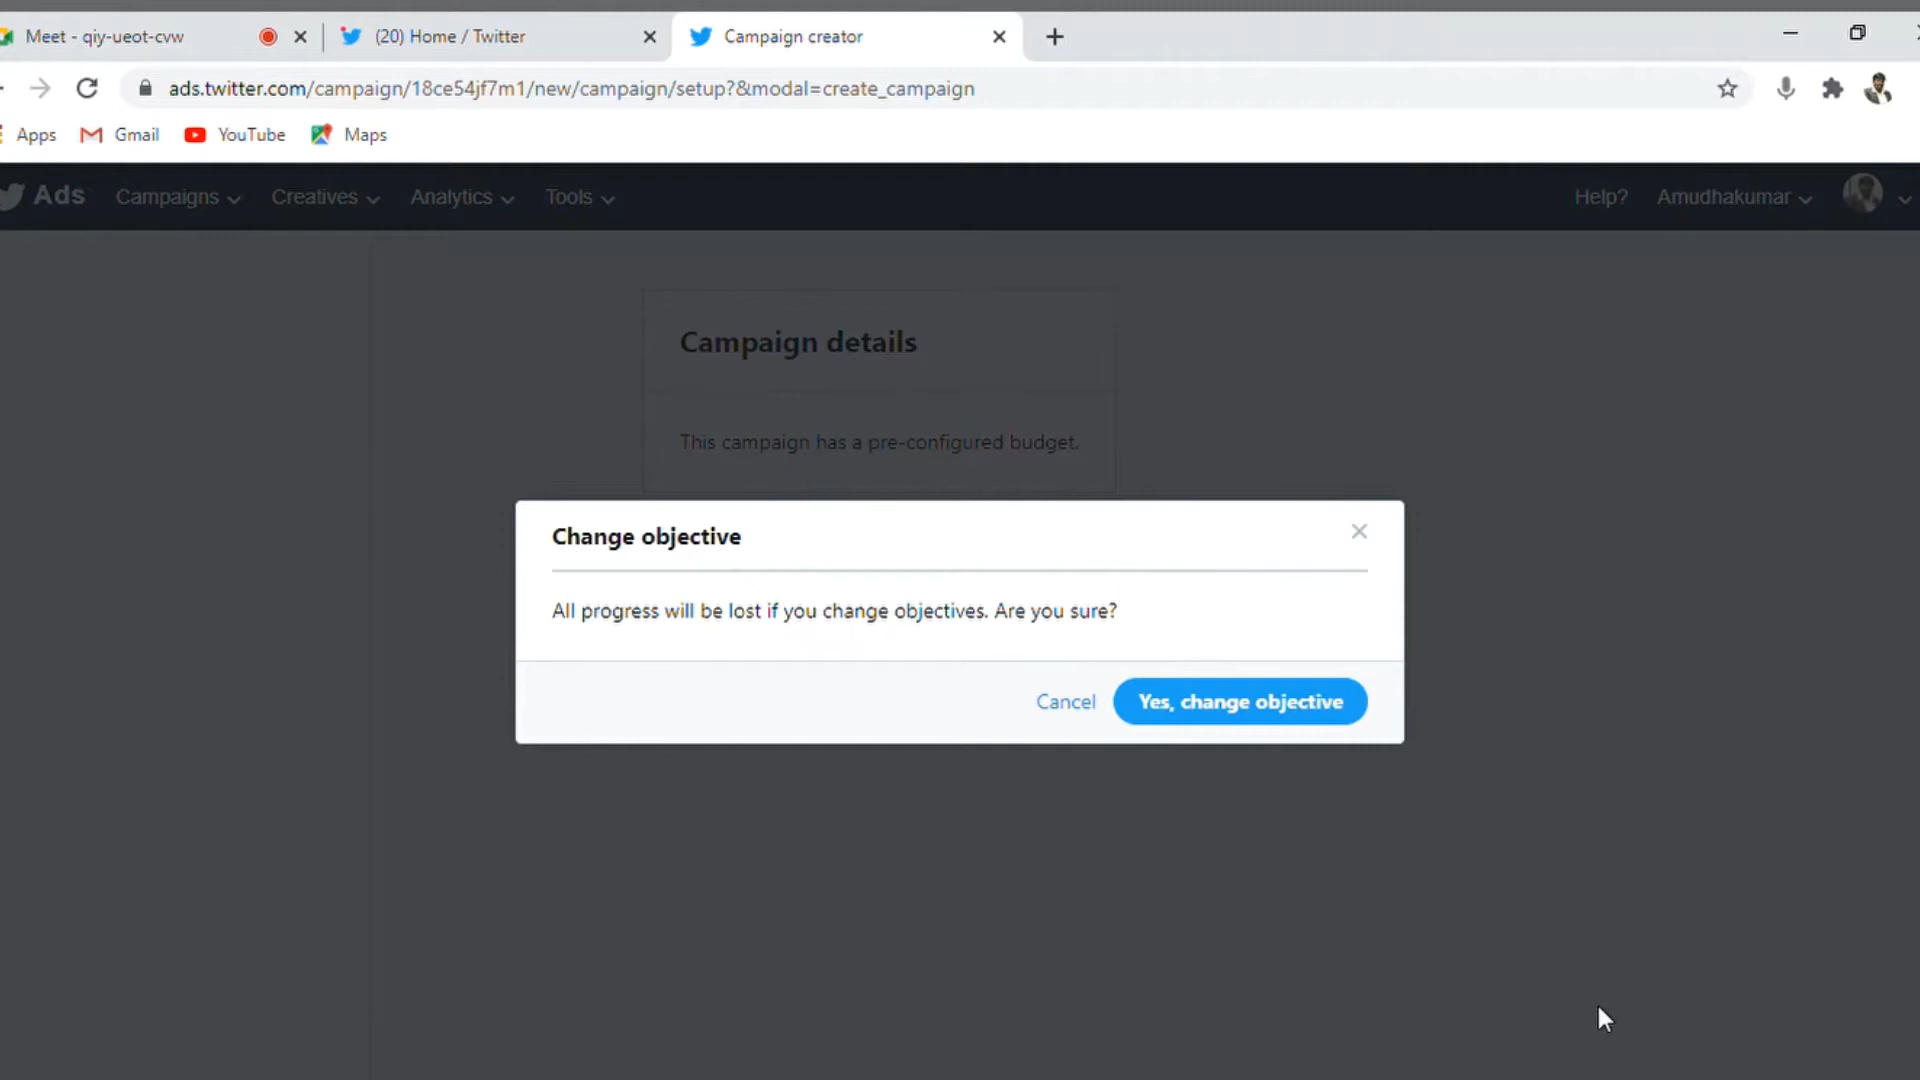 Meet - qiy-ueot-cvw
(20) Home / Twitter
Campaign creator
ads.twitter.com/campaign/18ce54jf7m1/new/campaign/setup?&modal=create_campaign
Apps Gmail YouTube Maps
Ads Campaigns Creatives Analytics Tools Help? Amudhakumar
Campaign details
This campaign has a pre-configured budget.
Change objective
All progress will be lost if you change objectives. Are you sure?
Cancel Yes, change objective